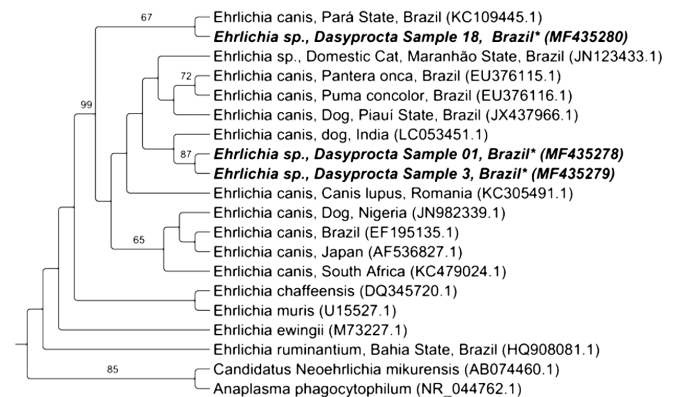 67
Ehrlichia canis, Pará State, Brazil (KC109445.1)
Ehrlichia sp., Dasyprocta Sample 18, Brazil* (MF435280)
Ehrlichia sp., Domestic Cat, Maranhão State, Brazil (JN123433.1)
72
Ehrlichia canis, Pantera onca, Brazil (EU376115.1)
Ehrlichia canis, Puma concolor, Brazil (EU376116.1)
99
Ehrlichia canis, Dog, Piauí State, Brazil (JX437966.1)
Ehrlichia canis, dog, India (LC053451.1)
87
Ehrlichia sp., Dasyprocta Sample 01, Brazil* (MF435278)
Ehrlichia sp., Dasyprocta Sample 3, Brazil* (MF435279)
Ehrlichia canis, Canis lupus, Romania (KC305491.1)
Ehrlichia canis, Dog, Nigeria (JN982339.1)
Ehrlichia canis, Brazil (EF195135.1)
65
Ehrlichia canis, Japan (AF536827.1)
Ehrlichia canis, South Africa (KC479024.1)
Ehrlichia chaffeensis (DQ345720.1)
Ehrlichia muris (U15527.1)
Ehrlichia ewingii (M73227.1)
Ehrlichia ruminantium, Bahia State, Brazil (HQ908081.1)
85
Candidatus Neoehrlichia mikurensis (AB074460.1)
Anaplasma phagocytophilum (NR_044762.1)